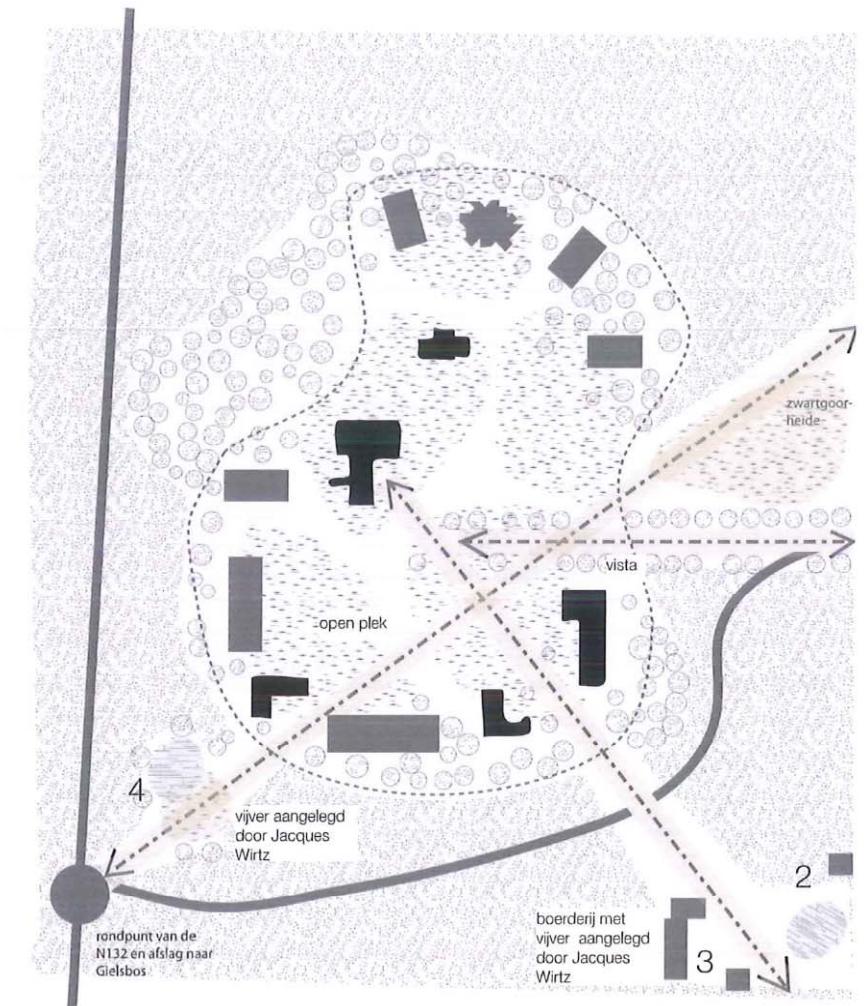 zwartgoor-
heide
vista
open plek
4
vijver aangelegd
door Jacques
Wirtz
2
rondpunt van de
N132 en afslag naar
Gielsbos
boerderij met
vijver aangelegd
door Jacques
Wirtz
3